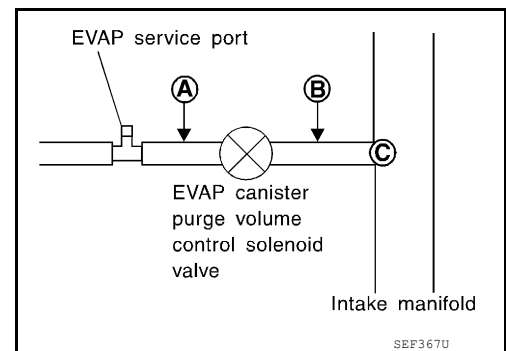 EVAP service port
A
B
C
EVAP canister
purge volume
control solenoid
valve
Intake manifold
SEF367U